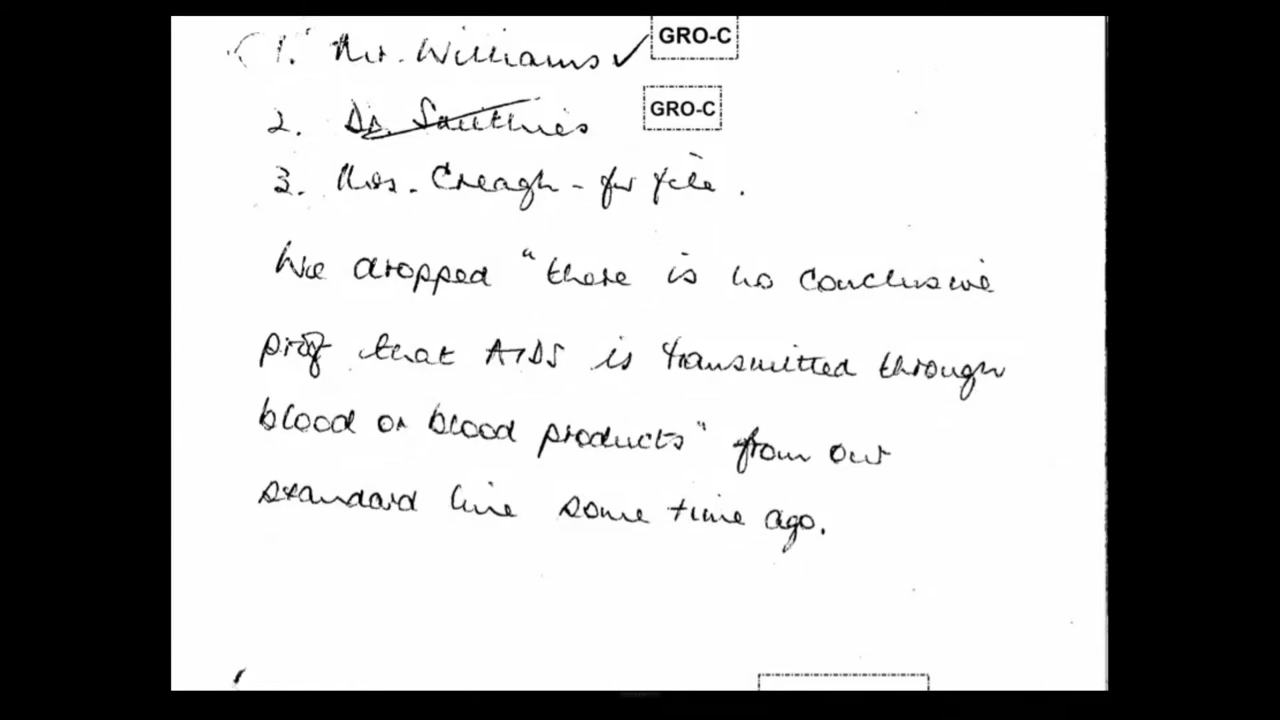 1. Mr. Williams ✓ GRO-C
2. Dr. Smithies GRO-C
3. Mrs. Creagh - for file.
We dropped "there is no conclusive
proof that AIDS is transmitted through
blood or blood products" from our
standard line some time ago.